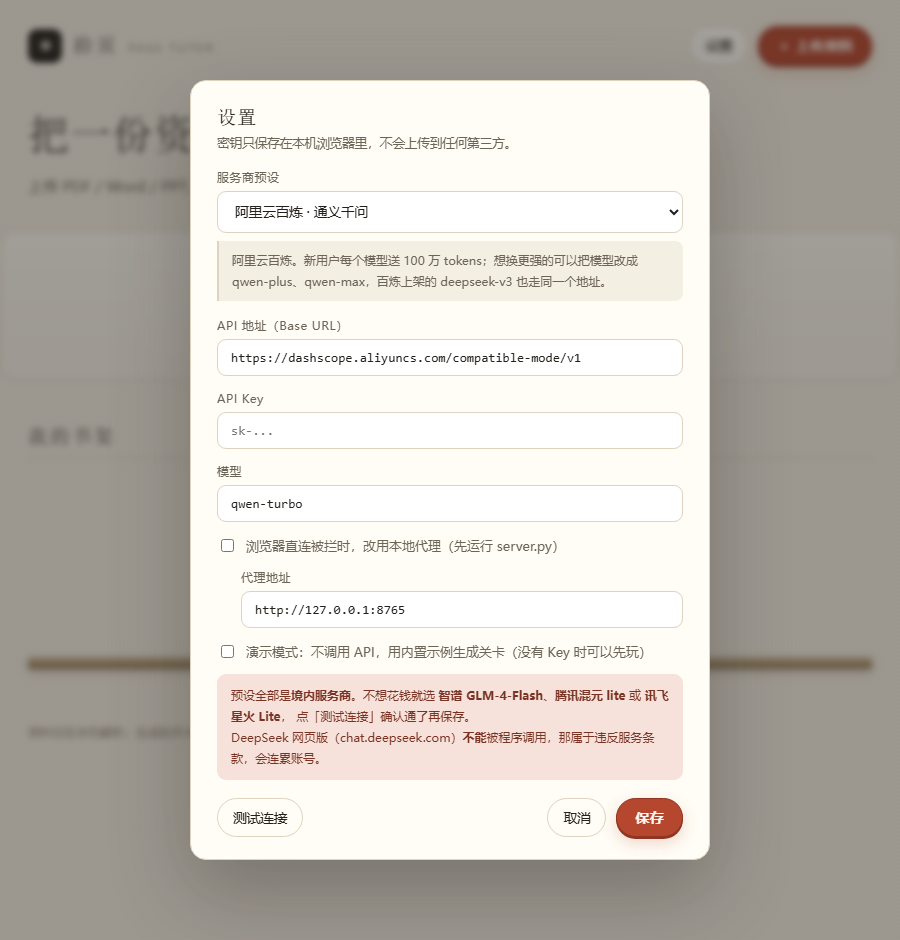 把一份资
上传 PDF / Word / PPT
我的书架
设置
设置
密钥只保存在本机浏览器里，不会上传到任何第三方。
服务商预设
阿里云百炼 · 通义千问
阿里云百炼。新用户每个模型送 100 万 tokens；想换更强的可以把模型改成
qwen-plus、qwen-max，百炼上架的 deepseek-v3 也走同一个地址。
API 地址（Base URL）
https://dashscope.aliyuncs.com/compatible-mode/v1
API Key
sk-...
模型
qwen-turbo
浏览器直连被拦时，改用本地代理（先运行 server.py）
代理地址
http://127.0.0.1:8765
演示模式：不调用 API，用内置示例生成关卡（没有 Key 时可以先玩）
预设全部是境内服务商。不想花钱就选 智谱 GLM-4-Flash、腾讯混元 lite 或 讯飞
星火 Lite， 点「测试连接」确认通了再保存。
DeepSeek 网页版（chat.deepseek.com）不能被程序调用，那属于违反服务条
款，会连累账号。
测试连接
取消
保存